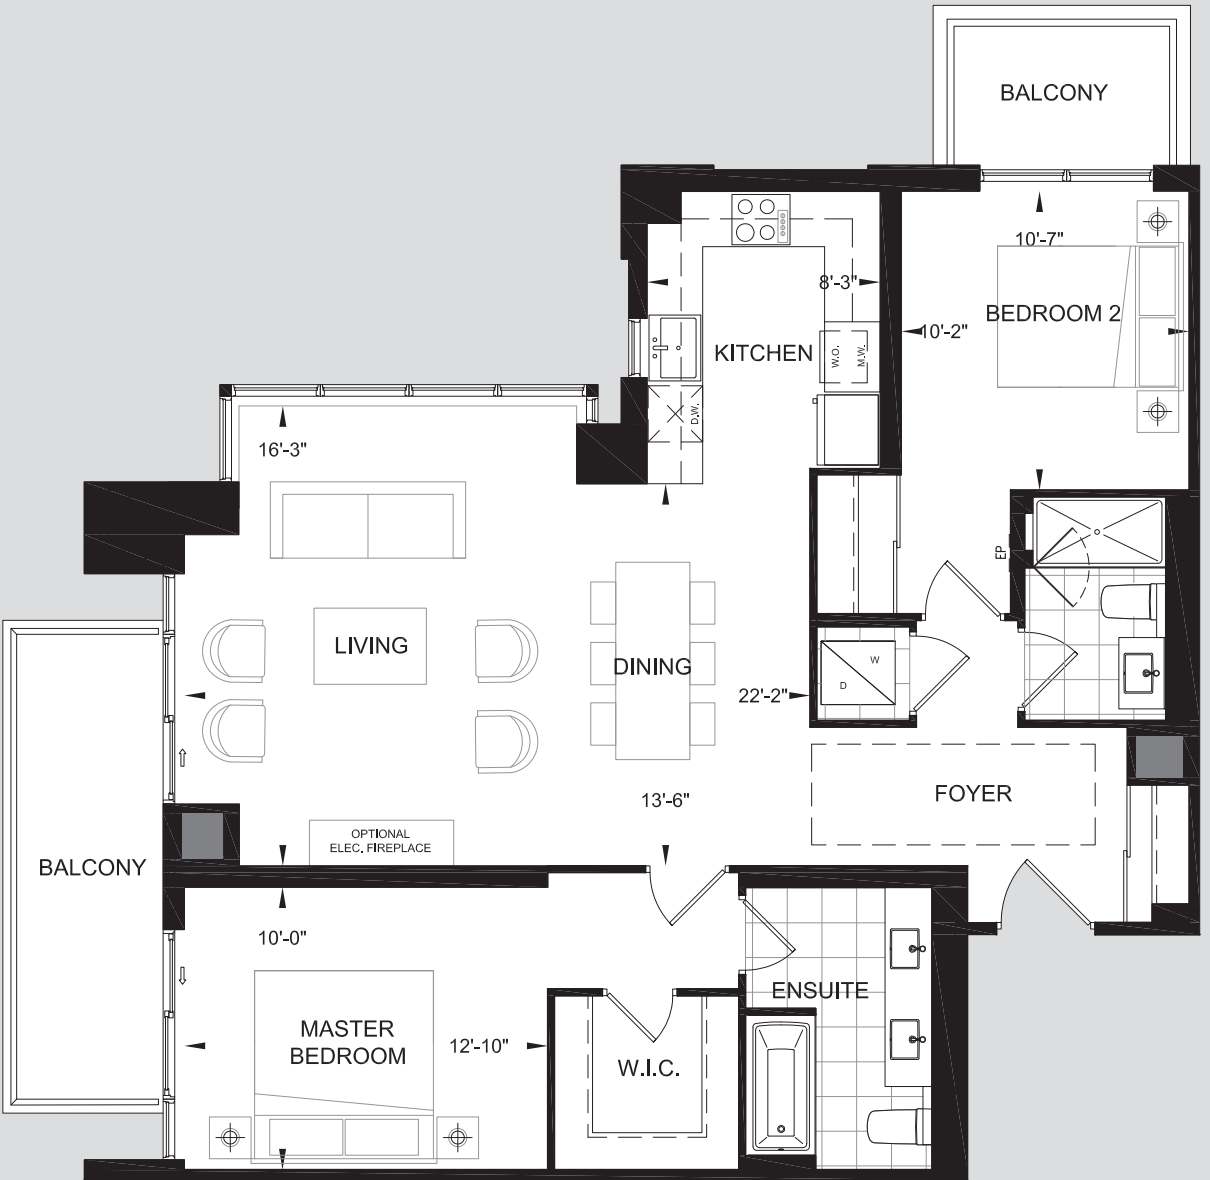 BALCONY
10'-7"
8'-3"
BEDROOM 2
10'-2"
KITCHEN
W.O.
M.W.
D.W.
16'-3"
EP
LIVING
DINING
W
D
22'-2"
FOYER
13'-6"
OPTIONAL
ELEC. FIREPLACE
BALCONY
10'-0"
ENSUITE
MASTER
BEDROOM
12'-10"
W.I.C.